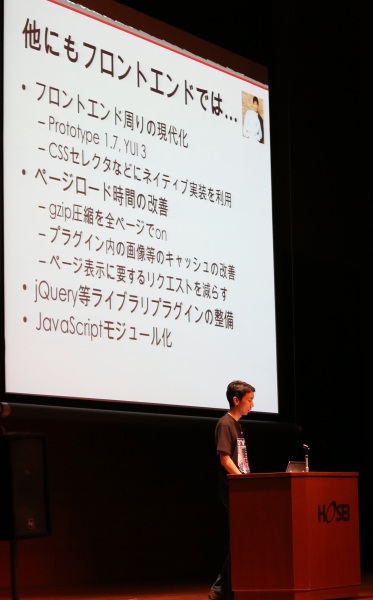 他にもフロントエンドでは...
• フロントエンド周りの現代化
– Prototype 1.7, YUI 3
– CSSセレクタなどにネイティブ実装を利用
• ページロード時間の改善
– gzip圧縮を全ページでon
– プラグイン内の画像等のキャッシュの改善
– ページ表示に要するリクエストを減らす
• jQuery等ライブラリプラグインの整備
• JavaScriptモジュール化
HOSEI